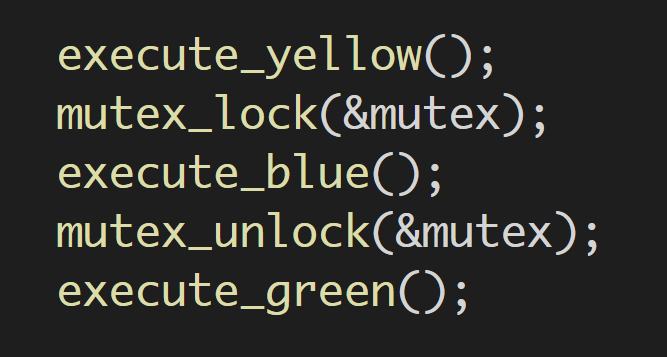 execute_yellow();
mutex_lock(&mutex);
execute_blue();
mutex_unlock(&mutex);
execute_green();